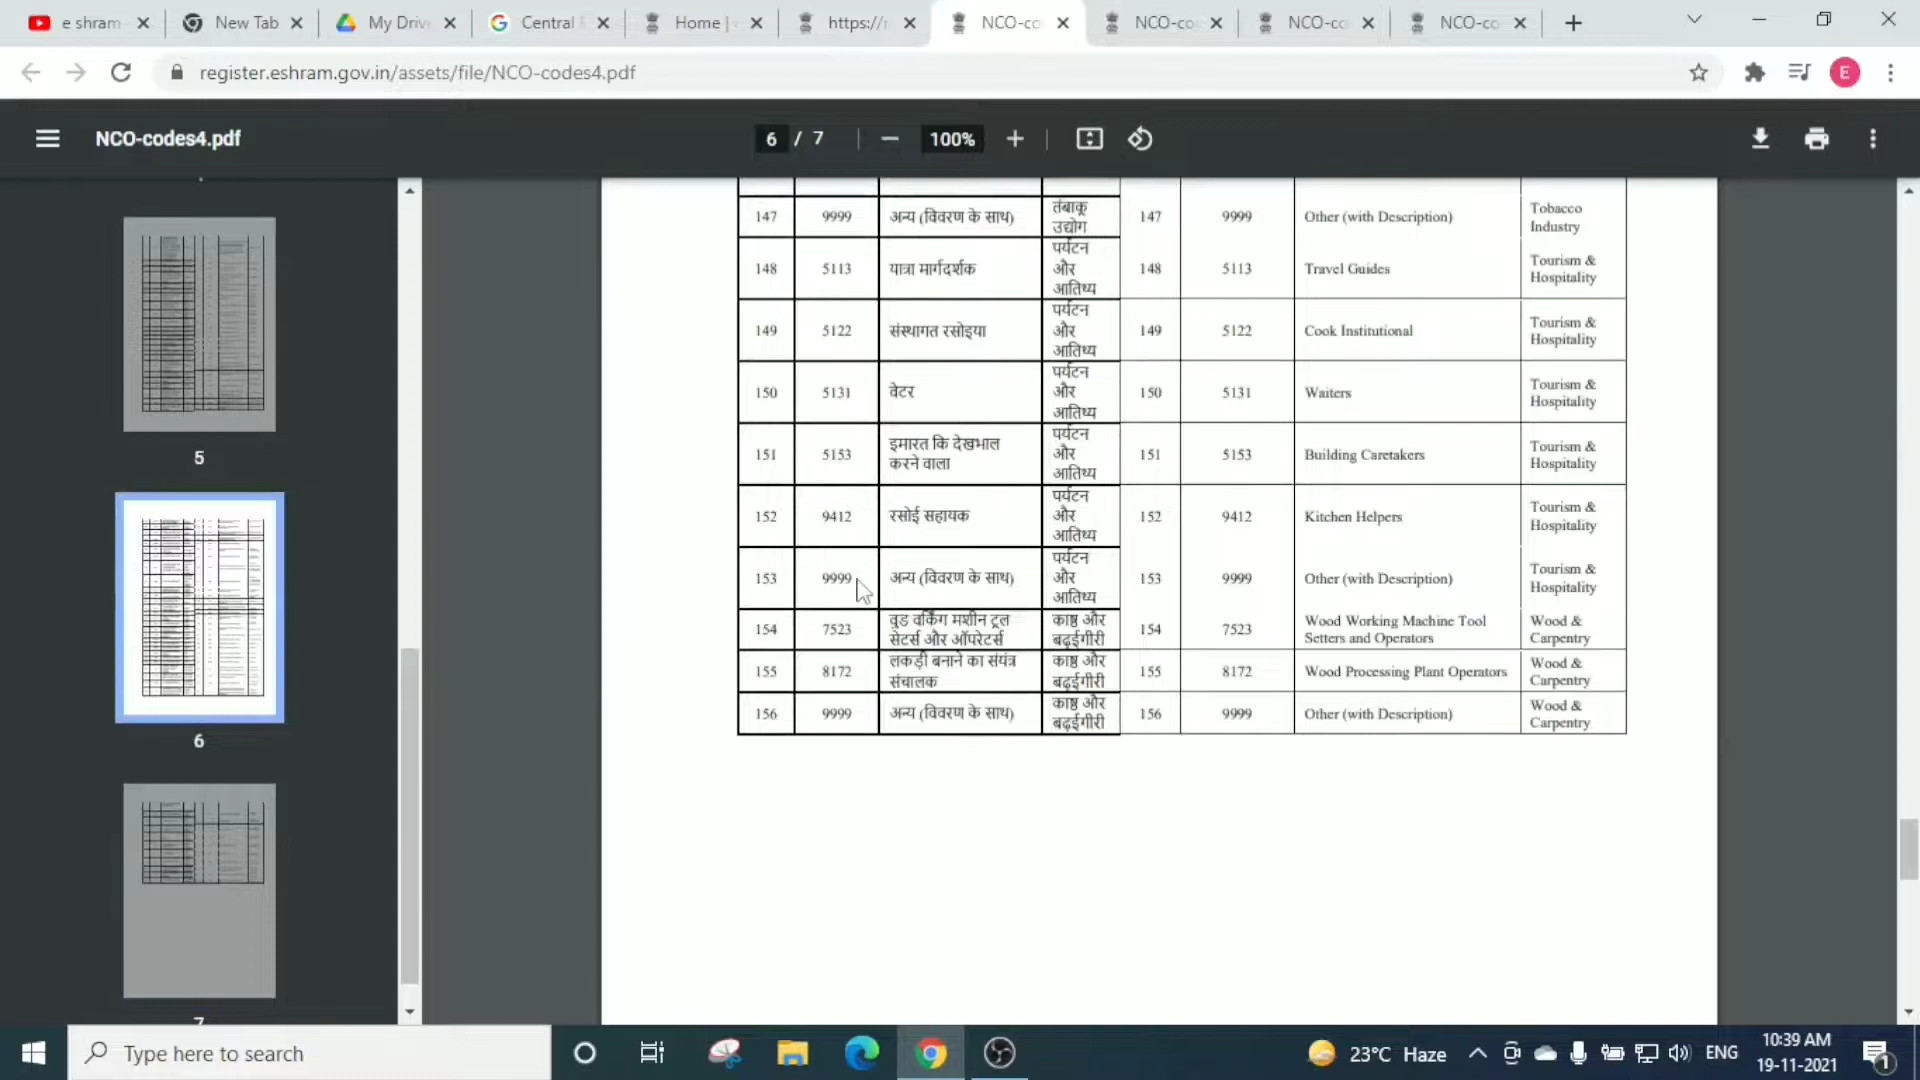 e shram
New Tab
My Driv
Central
Home |
https://r
NCO-co
NCO-co
NCO-co
NCO-co
register.eshram.gov.in/assets/file/NCO-codes4.pdf
E
NCO-codes4.pdf
6 / 7
100%
147 9999 अन्य (विवरण के साथ) तंबाकू उद्योग 147 9999 Other (with Description) Tobacco Industry
148 5113 यात्रा मार्गदर्शक पर्यटन और आतिथ्य 148 5113 Travel Guides Tourism & Hospitality
149 5122 संस्थागत रसोइया पर्यटन और आतिथ्य 149 5122 Cook Institutional Tourism & Hospitality
150 5131 वेटर पर्यटन और आतिथ्य 150 5131 Waiters Tourism & Hospitality
151 5153 इमारत कि देखभाल करने वाला पर्यटन और आतिथ्य 151 5153 Building Caretakers Tourism & Hospitality
152 9412 रसोई सहायक पर्यटन और आतिथ्य 152 9412 Kitchen Helpers Tourism & Hospitality
153 9999 अन्य (विवरण के साथ) पर्यटन और आतिथ्य 153 9999 Other (with Description) Tourism & Hospitality
154 7523 वुड वर्किंग मशीन टूल सेटर्स और ऑपरेटर्स काष्ठ और बढ़ईगीरी 154 7523 Wood Working Machine Tool Setters and Operators Wood & Carpentry
155 8172 लकड़ी बनाने का संयंत्र संचालक काष्ठ और बढ़ईगीरी 155 8172 Wood Processing Plant Operators Wood & Carpentry
156 9999 अन्य (विवरण के साथ) काष्ठ और बढ़ईगीरी 156 9999 Other (with Description) Wood & Carpentry
5
6
7
Type here to search
23°C Haze
ENG
10:39 AM
19-11-2021
1